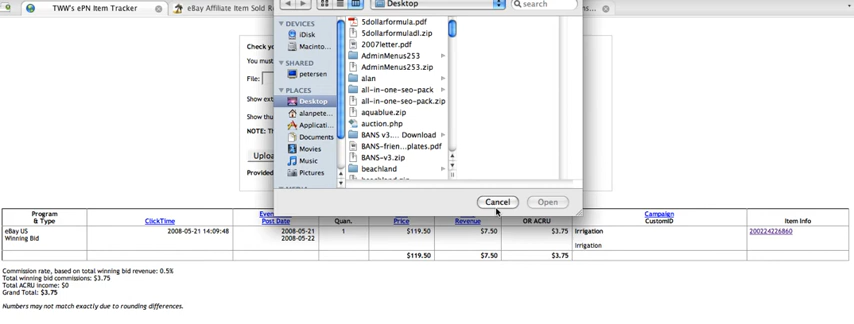 TWW's ePN Item Tracker
eBay Affiliate Item Sold R
Desktop
search
ns...
DEVICES
iDisk
Macinto...
SHARED
petersen
PLACES
Desktop
alanpete...
Applicati...
Documents
Movies
Music
Pictures
5dollarformula.pdf
5dollarformuladl.zip
2007letter.pdf
AdminMenus253
AdminMenus253.zip
alan
all-in-one-seo-pack
all-in-one-seo-pack.zip
aquablue.zip
auction.php
BANS v3.... Download
BANS-frien...plates.pdf
BANS-v3.zip
beachland
Cancel
Open
Check yo
You must
File:
Show ext
Show thu
NOTE: Th
Uploa
Provided
Program
& Type
ClickTime
Even
Post Date
Quan.
Price
Revenue
OR ACRU
Campaign
CustomID
Item Info
eBay US
Winning Bid
2008-05-21 14:09:48
2008-05-21
2008-05-22
1
$119.50
$7.50
$3.75
Irrigation
Irrigation
200224226860
$119.50
$7.50
$3.75
Commission rate, based on total winning bid revenue: 0.5%
Total winning bid commissions: $3.75
Total ACRU income: $0
Grand Total: $3.75
Numbers may not match exactly due to rounding differences.